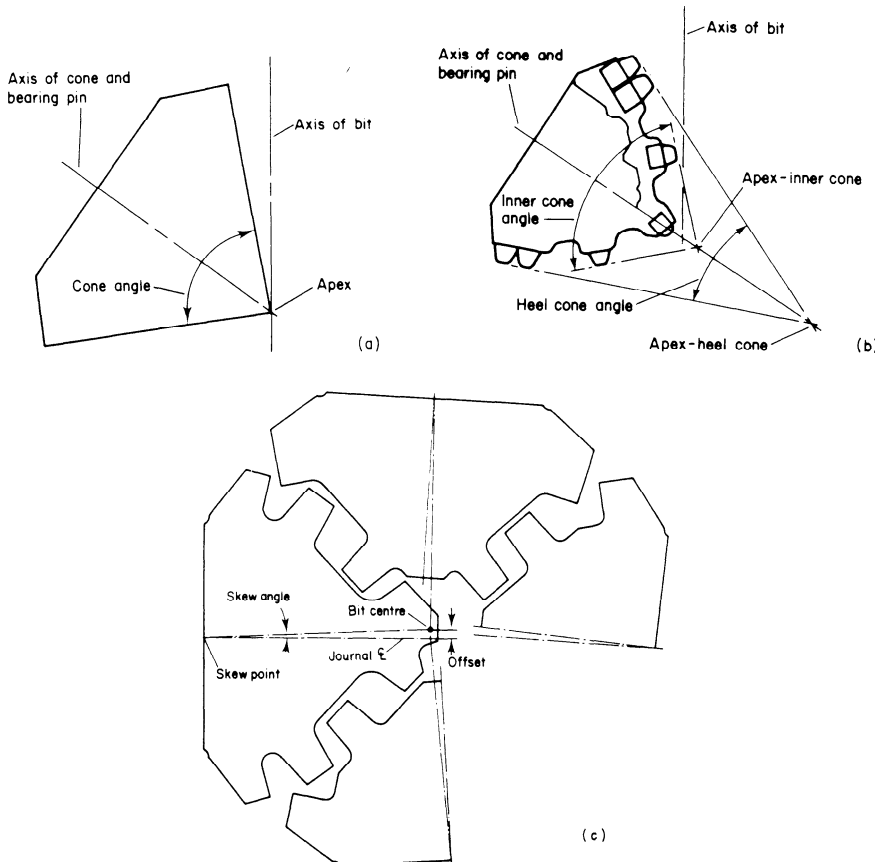 Axis of cone and
bearing pin
Axis of bit
Cone angle
Apex
(a)
Axis of bit
Axis of cone and
bearing pin
Inner cone
angle
Apex-inner cone
Heel cone angle
Apex-heel cone
(b)
Skew angle
Bit centre
Journal ℄
Offset
Skew point
(c)